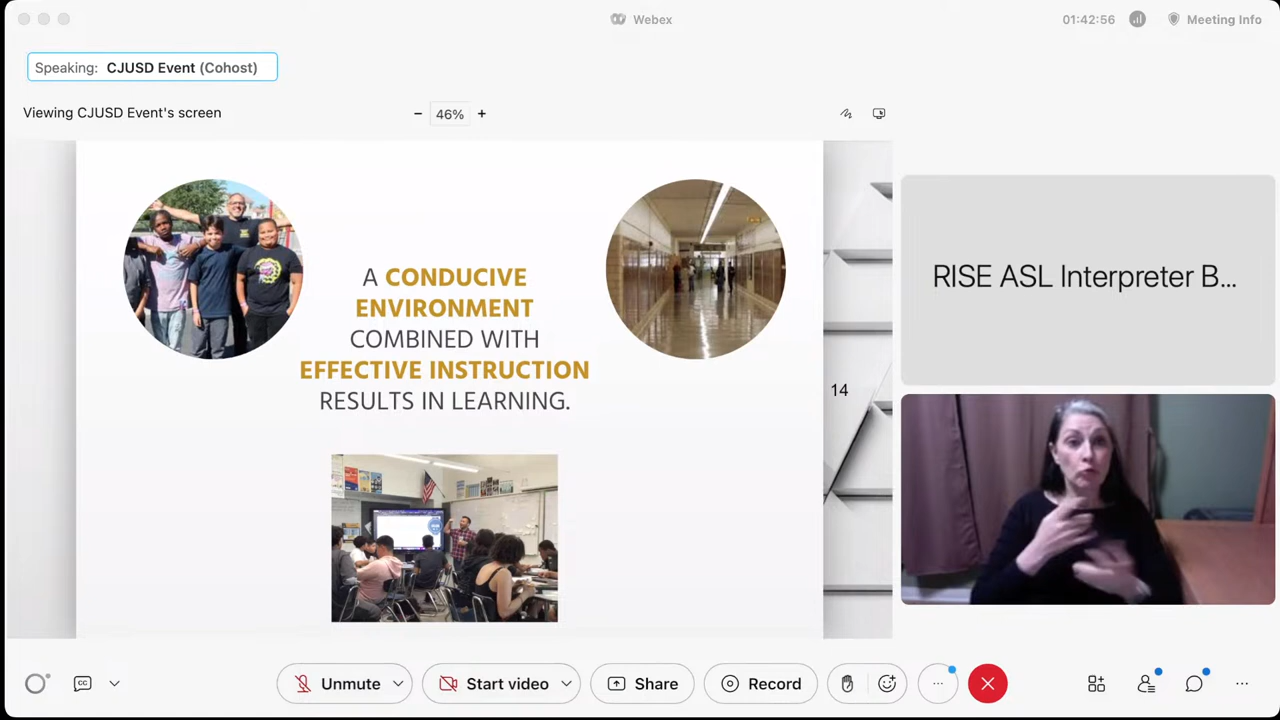 Webex
01:42:56
Meeting Info
Speaking: CJUSD Event (Cohost)
Viewing CJUSD Event's screen
− 46% +
A CONDUCIVE
ENVIRONMENT
COMBINED WITH
EFFECTIVE INSTRUCTION
RESULTS IN LEARNING.
14
RISE ASL Interpreter B...
CC
Unmute
Start video
Share
Record